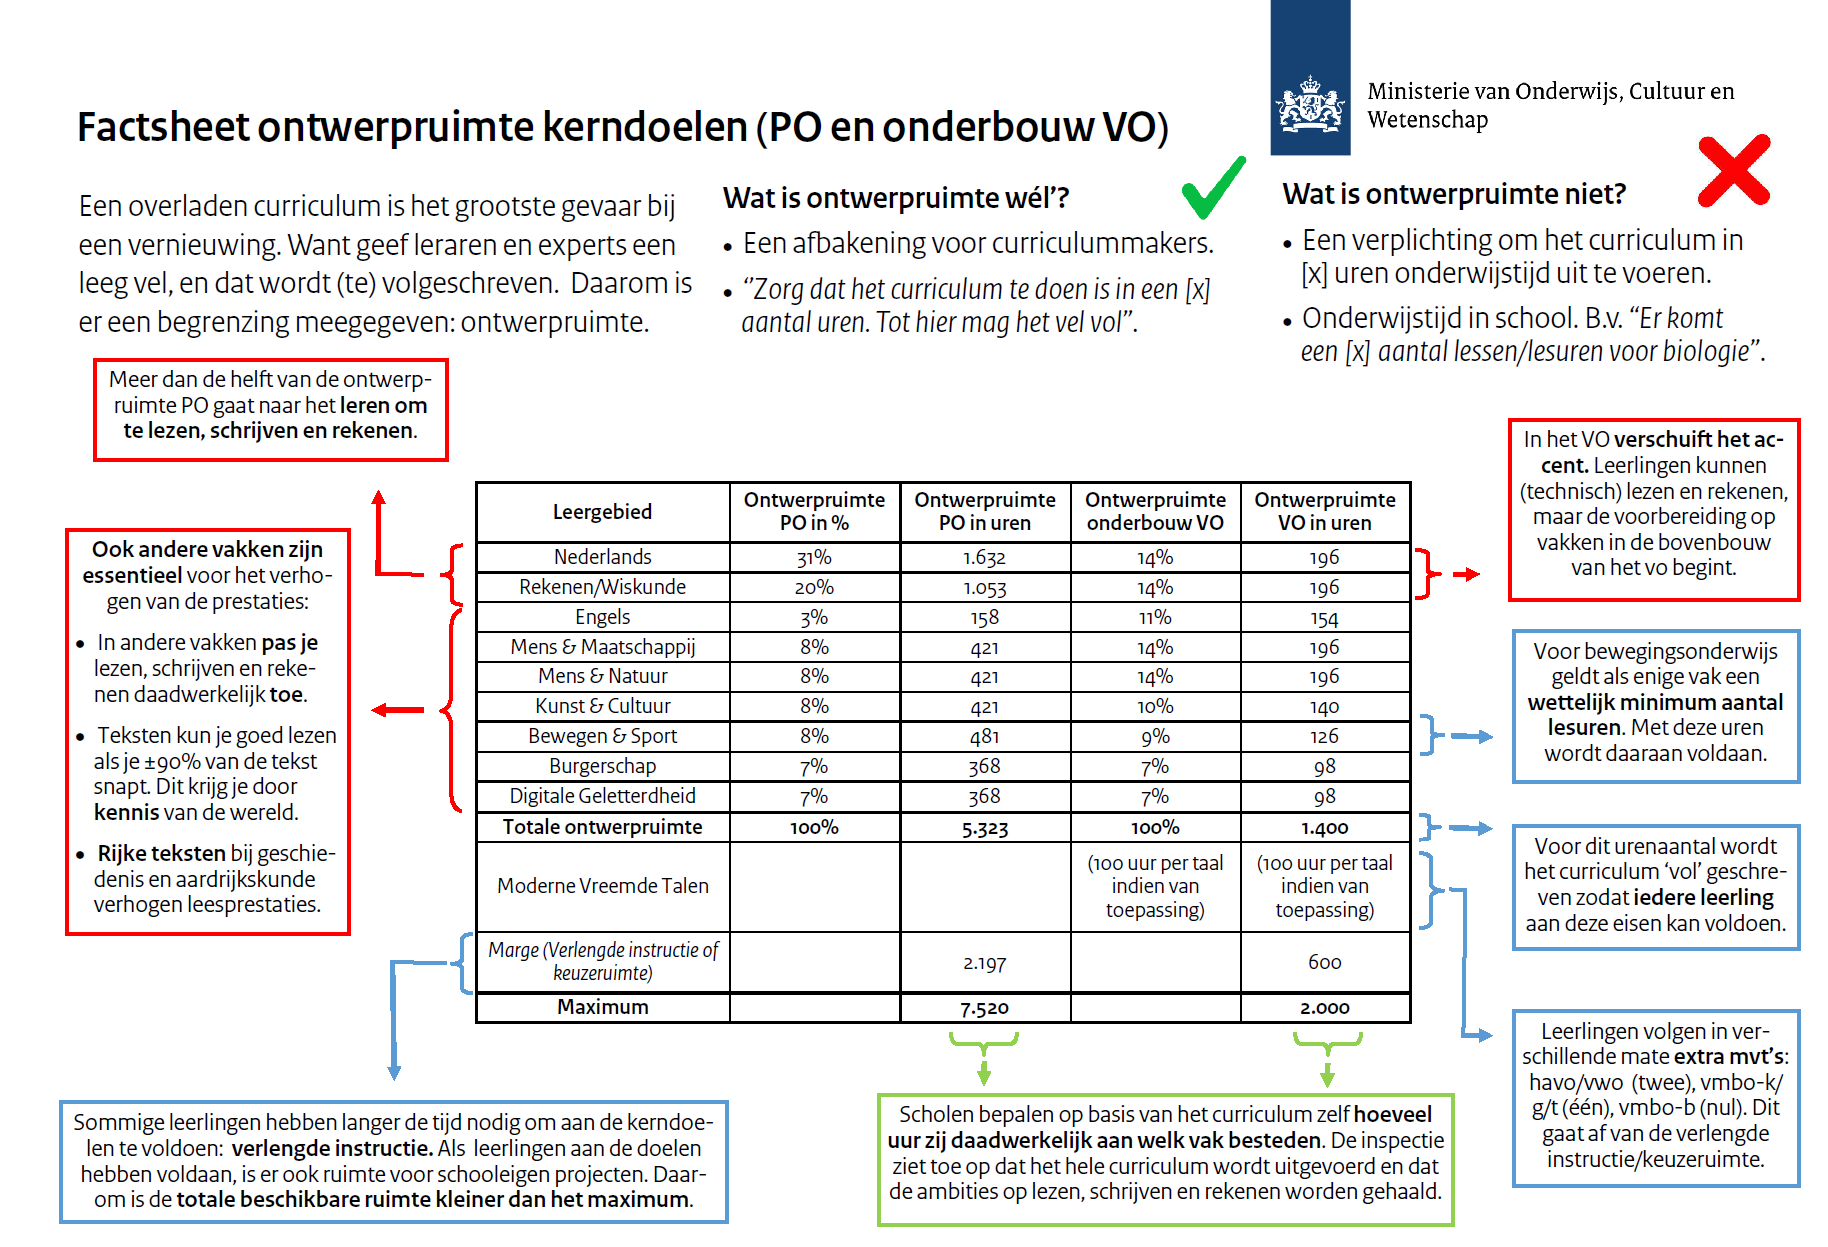 Ministerie van Onderwijs, Cultuur en
Wetenschap
Factsheet ontwerpruimte kerndoelen (PO en onderbouw VO)
Een overladen curriculum is het grootste gevaar bij
een vernieuwing. Want geef leraren en experts een
leeg vel, en dat wordt (te) volgeschreven.  Daarom is
er een begrenzing meegegeven: ontwerpruimte.
Wat is ontwerpruimte wél’?
• Een afbakening voor curriculummakers.
• “Zorg dat het curriculum te doen is in een [x]
aantal uren. Tot hier mag het vel vol”.
Wat is ontwerpruimte niet?
• Een verplichting om het curriculum in
[x] uren onderwijstijd uit te voeren.
• Onderwijstijd in school. B.v. “Er komt
een [x] aantal lessen/lesuren voor biologie”.
Meer dan de helft van de ontwerp-
ruimte PO gaat naar het leren om
te lezen, schrijven en rekenen.
Ook andere vakken zijn
essentieel voor het verho-
gen van de prestaties:
• In andere vakken pas je
lezen, schrijven en reke-
nen daadwerkelijk toe.
• Teksten kun je goed lezen
als je ±90% van de tekst
snapt. Dit krijg je door
kennis van de wereld.
• Rijke teksten bij geschie-
denis en aardrijkskunde
verhogen leesprestaties.
Leergebied Ontwerpruimte Ontwerpruimte Ontwerpruimte Ontwerpruimte
PO in % PO in uren onderbouw VO VO in uren
Nederlands 31% 1.632 14% 196
Rekenen/Wiskunde 20% 1.053 14% 196
Engels 3% 158 11% 154
Mens & Maatschappij 8% 421 14% 196
Mens & Natuur 8% 421 14% 196
Kunst & Cultuur 8% 421 10% 140
Bewegen & Sport 8% 481 9% 126
Burgerschap 7% 368 7% 98
Digitale Geletterdheid 7% 368 7% 98
Totale ontwerpruimte 100% 5.323 100% 1.400
Moderne Vreemde Talen (100 uur per taal (100 uur per taal
indien van indien van
toepassing) toepassing)
Marge (Verlengde instructie of
keuzeruimte) 2.197 600
Maximum 7.520 2.000
In het VO verschuift het ac-
cent. Leerlingen kunnen
(technisch) lezen en rekenen,
maar de voorbereiding op
vakken in de bovenbouw
van het vo begint.
Voor bewegingsonderwijs
geldt als enige vak een
wettelijk minimum aantal
lesuren. Met deze uren
wordt daaraan voldaan.
Voor dit urenaantal wordt
het curriculum ‘vol’ geschre-
ven zodat iedere leerling
aan deze eisen kan voldoen.
Leerlingen volgen in ver-
schillende mate extra mvt’s:
havo/vwo (twee), vmbo-k/
g/t (één), vmbo-b (nul). Dit
gaat af van de verlengde
instructie/keuzeruimte.
Sommige leerlingen hebben langer de tijd nodig om aan de kerndoe-
len te voldoen:  verlengde instructie. Als  leerlingen aan de doelen
hebben voldaan, is er ook ruimte voor schooleigen projecten. Daar-
om is de totale beschikbare ruimte kleiner dan het maximum.
Scholen bepalen op basis van het curriculum zelf hoeveel
uur zij daadwerkelijk aan welk vak besteden. De inspectie
ziet toe op dat het hele curriculum wordt uitgevoerd en dat
de ambities op lezen, schrijven en rekenen worden gehaald.